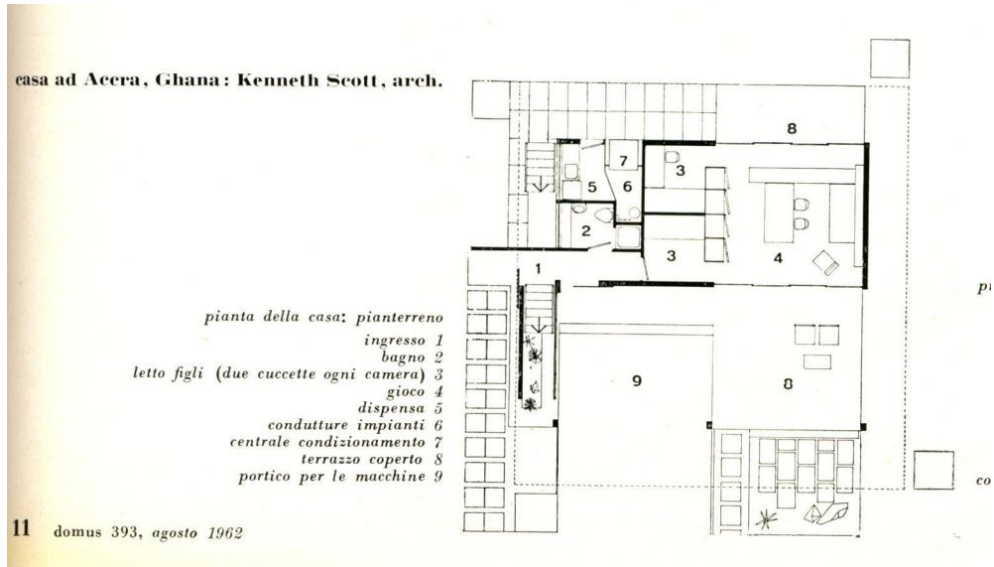 casa ad Accra, Ghana: Kenneth Scott, arch.
8
7
3
5
6
2
3
4
1
9
8
pianta della casa: pianterreno
ingresso 1
bagno 2
letto figli (due cuccette ogni camera) 3
gioco 4
dispensa 5
condutture impianti 6
centrale condizionamento 7
terrazzo coperto 8
portico per le macchine 9
11 domus 393, agosto 1962
co